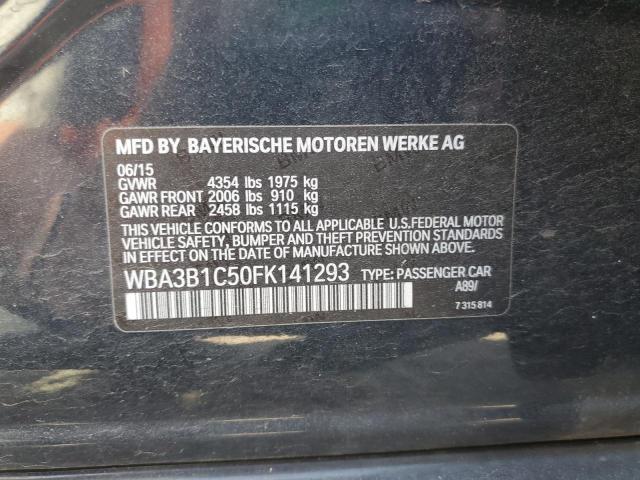 MFD BY BAYERISCHE MOTOREN WERKE AG
06/15
GVWR 4354 lbs 1975 kg
GAWR FRONT 2006 lbs 910 kg
GAWR REAR 2458 lbs 1115 kg
THIS VEHICLE CONFORMS TO ALL APPLICABLE U.S.FEDERAL MOTOR
VEHICLE SAFETY, BUMPER AND THEFT PREVENTION STANDARDS
IN EFFECT ON THE DATE OF MANUFACTURE SHOWN ABOVE.
WBA3B1C50FK141293 TYPE: PASSENGER CAR
A89/
7 315 814